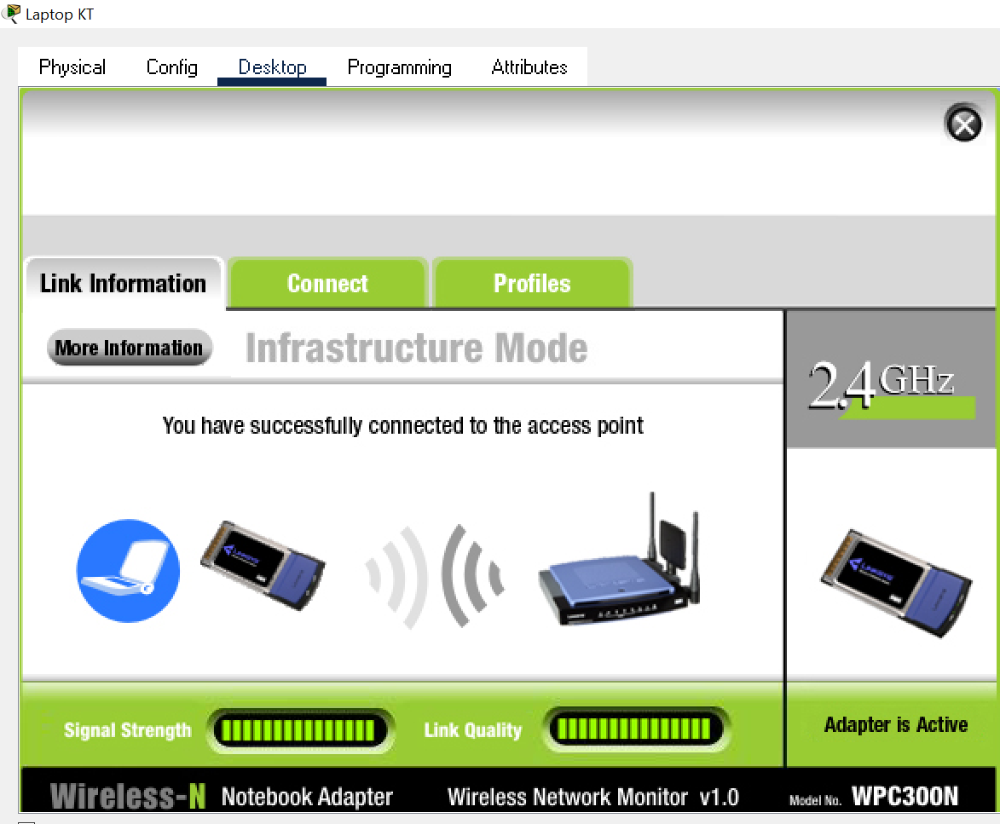 Laptop KT
Physical Config Desktop Programming Attributes
Link Information Connect Profiles
More Information Infrastructure Mode
2.4GHz
You have successfully connected to the access point
Signal Strength Link Quality Adapter is Active
Wireless-N Notebook Adapter Wireless Network Monitor v1.0 Model No. WPC300N